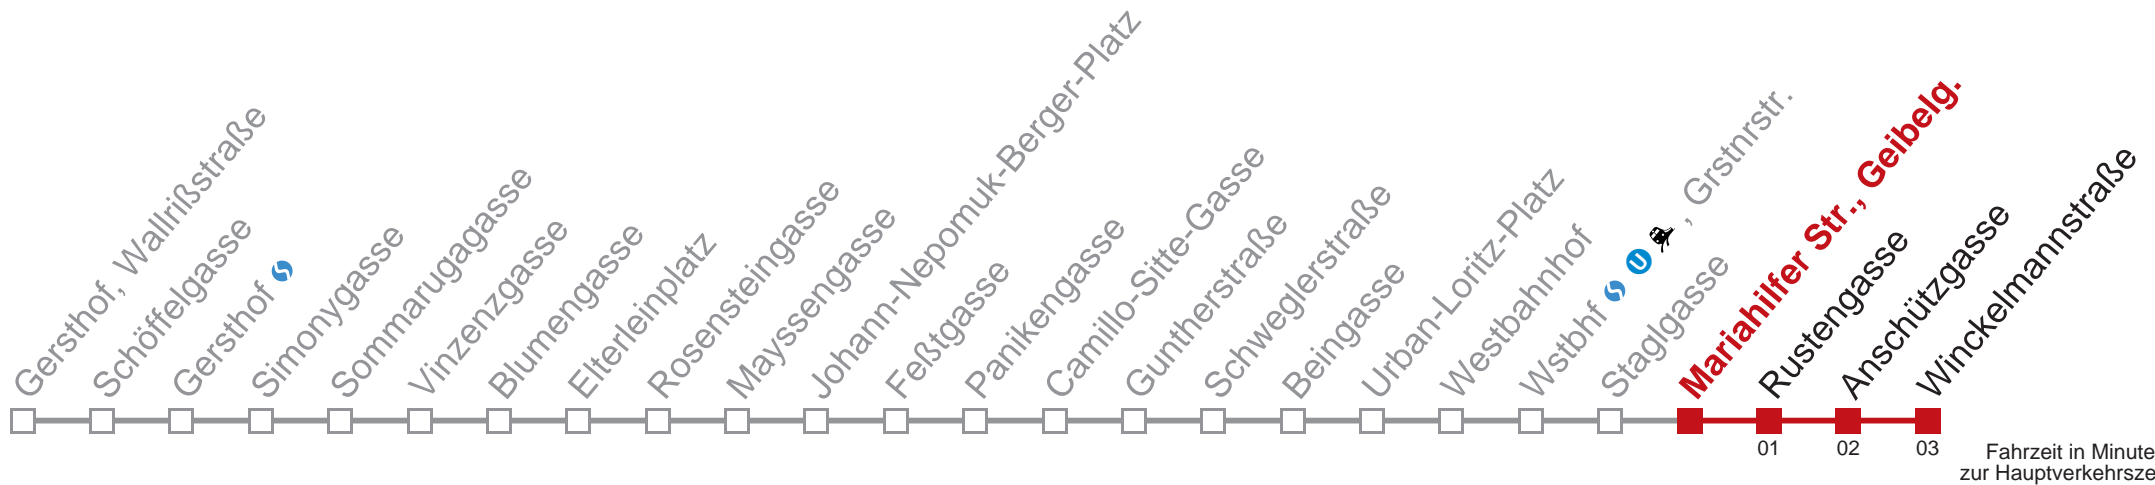 Gersthof, Wallrißstraße
Schöffelgasse
Gersthof S
Simonygasse
Sommarugagasse
Vinzenzgasse
Blumengasse
Elterleinplatz
Rosensteingasse
Mayssengasse
Johann-Nepomuk-Berger-Platz
Feßtgasse
Panikengasse
Camillo-Sitte-Gasse
Guntherstraße
Schweglerstraße
Beingasse
Urban-Loritz-Platz
Westbahnhof
Wstbhf S U , Grstnrstr.
Staglgasse
Mariahilfer Str., Geibelg.
Rustengasse
Anschützgasse
Winckelmannstraße
01 02 03
Fahrzeit in Minute
zur Hauptverkehrsze